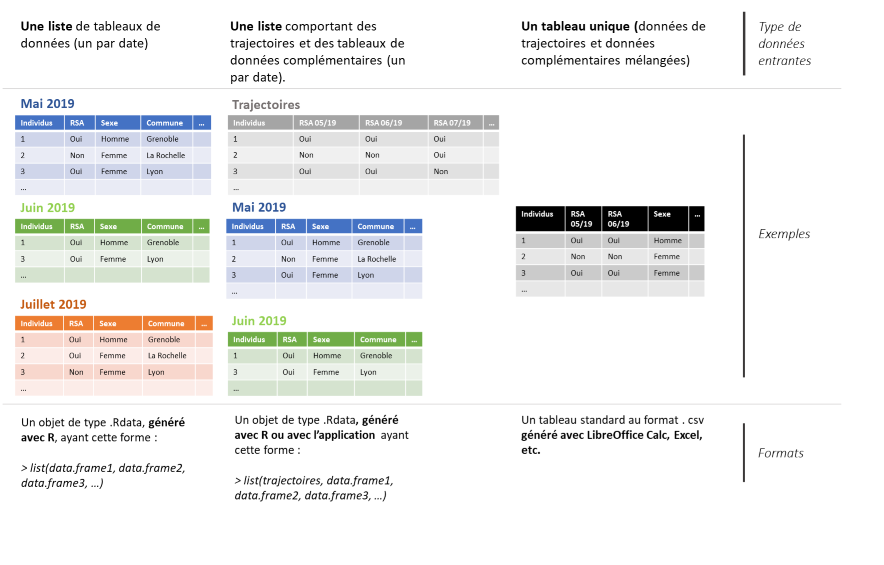 Une liste de tableaux de
données (un par date)
Une liste comportant des
trajectoires et des tableaux de
données complémentaires (un
par date).
Un tableau unique (données de
trajectoires et données
complémentaires mélangées)
Type de
données
entrantes
Mai 2019
Individus RSA Sexe Commune ...
1 Oui Homme Grenoble
2 Non Femme La Rochelle
3 Oui Femme Lyon
...
Juin 2019
Individus RSA Sexe Commune ...
1 Oui Homme Grenoble
3 Oui Femme Lyon
...
Juillet 2019
Individus RSA Sexe Commune ...
1 Oui Homme Grenoble
2 Oui Femme La Rochelle
3 Non Femme Lyon
...
Trajectoires
Individus RSA 05/19 RSA 06/19 RSA 07/19 ...
1 Oui Oui Oui
2 Non Non Oui
3 Oui Oui Non
...
Mai 2019
Individus RSA Sexe Commune ...
1 Oui Homme Grenoble
2 Non Femme La Rochelle
3 Oui Femme Lyon
...
Juin 2019
Individus RSA Sexe Commune ...
1 Oui Homme Grenoble
3 Oui Femme Lyon
...
Individus RSA RSA Sexe ...
05/19 06/19
1 Oui Oui Homme
2 Non Non Femme
3 Oui Oui Femme
...
Exemples
Un objet de type .Rdata, généré
avec R, ayant cette forme :
> list(data.frame1, data.frame2,
data.frame3, ...)
Un objet de type .Rdata, généré
avec R ou avec l'application ayant
cette forme :
> list(trajectoires, data.frame1,
data.frame2, data.frame3, ...)
Un tableau standard au format . csv
généré avec LibreOffice Calc, Excel,
etc.
Formats